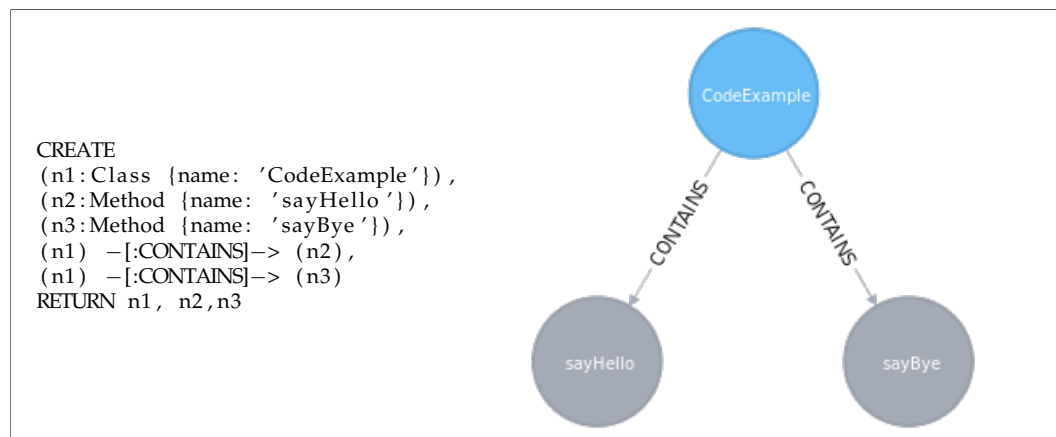 CREATE
(n1:Class {name: 'CodeExample'}),
(n2:Method {name: 'sayHello'}),
(n3:Method {name: 'sayBye'}),
(n1) -[:CONTAINS]-> (n2),
(n1) -[:CONTAINS]-> (n3)
RETURN n1, n2,n3
CodeExample
CONTAINS
CONTAINS
sayHello
sayBye